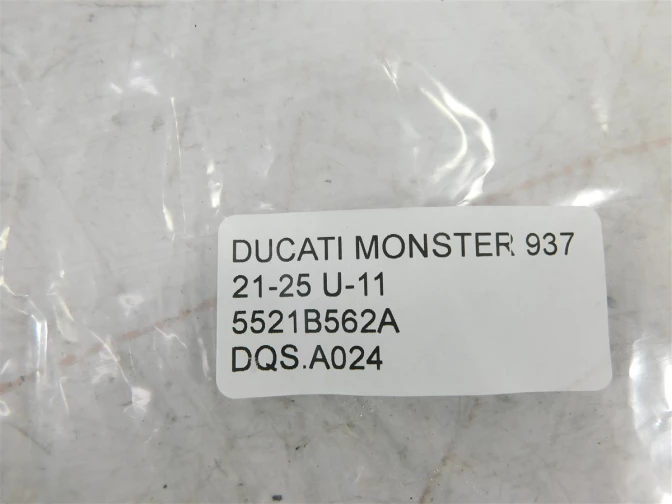 DUCATI MONSTER 937
21-25 U-11
5521B562A
DQS.A024